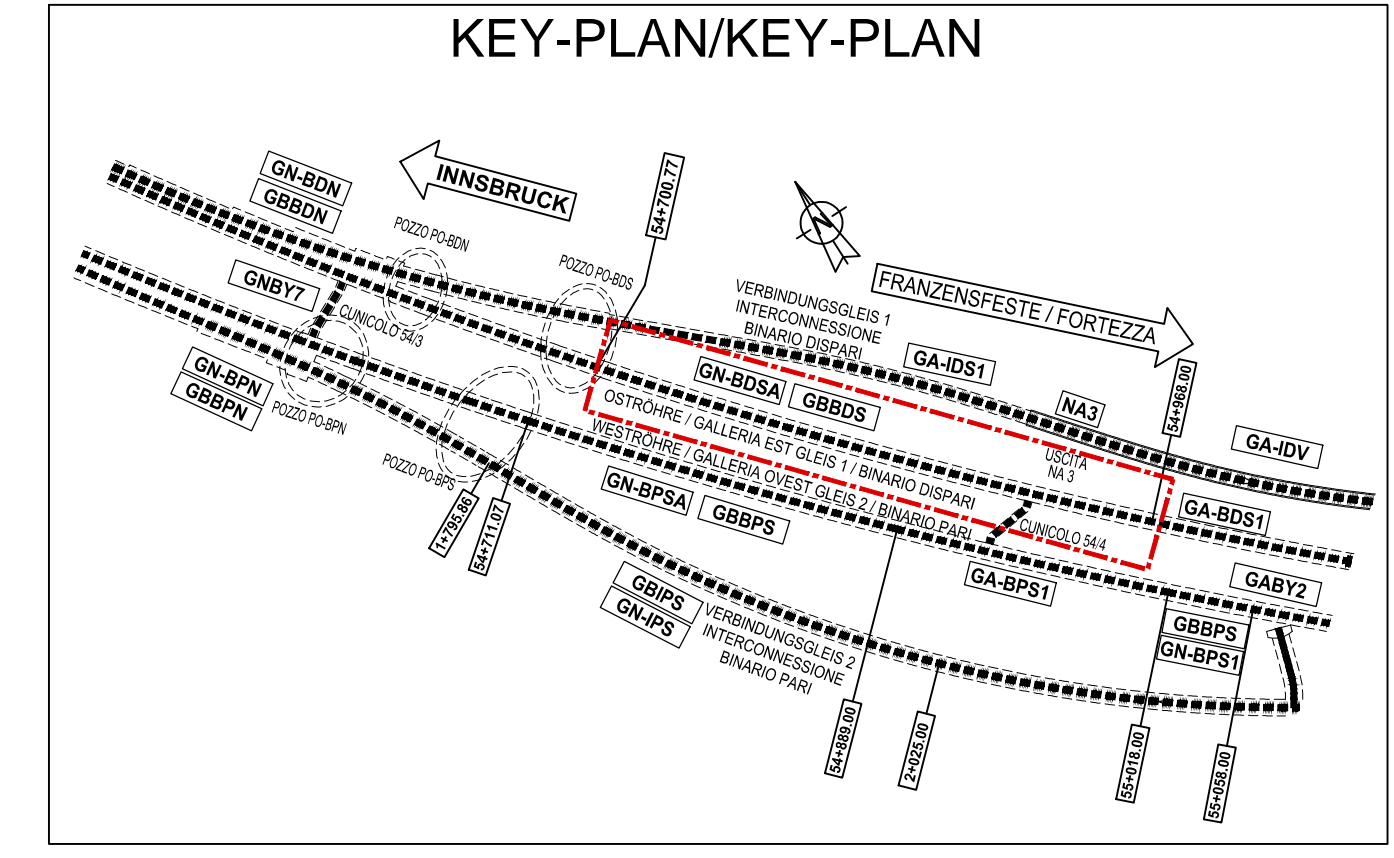 KEY-PLAN/KEY-PLAN
INNSBRUCK
GN-BDN
GBBDN
POZZO PO-BDN
POZZO PO-BDS
54+700.77
N
FRANZENSFESTE / FORTEZZA
GNBY7
CUNICOLO 54/3
VERBINDUNGSGLEIS 1
INTERCONNESSIONE
BINARIO DISPARI
GA-IDS1
NA3
54+968.00
GA-IDV
GN-BPN
GBBPN
POZZO PO-BPN
GN-BDSA
GBBDS
OSTRÖHRE / GALLERIA EST GLEIS 1 / BINARIO DISPARI
WESTRÖHRE / GALLERIA OVEST GLEIS 2 / BINARIO PARI
USCITA
NA 3
POZZO PO-BPS
1+795.86
54+711.07
GN-BPSA
GBBPS
CUNICOLO 54/4
GA-BDS1
GA-BPS1
GABY2
GBIPS
GN-IPS
VERBINDUNGSGLEIS 2
INTERCONNESSIONE
BINARIO PARI
GBBPS
GN-BPS1
54+889.00
2+025.00
55+018.00
55+058.00